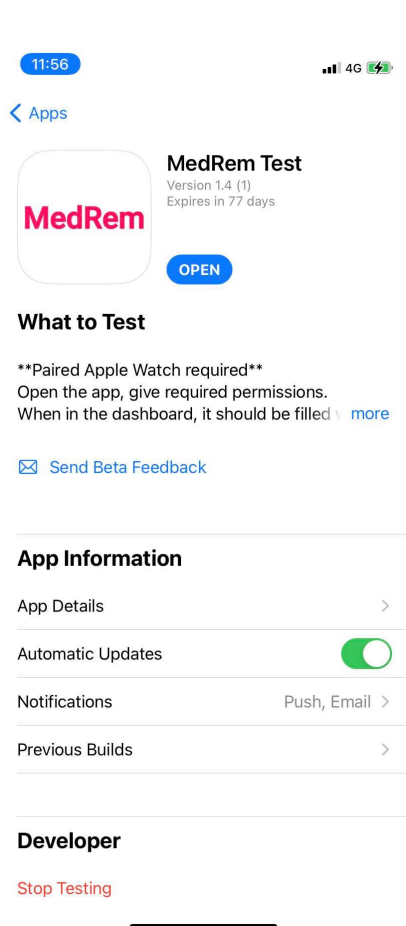 11:56
4G
Apps
MedRem
MedRem Test
Version 1.4 (1)
Expires in 77 days
OPEN
What to Test
**Paired Apple Watch required**
Open the app, give required permissions.
When in the dashboard, it should be filled more
Send Beta Feedback
App Information
App Details
Automatic Updates
Notifications Push, Email
Previous Builds
Developer
Stop Testing